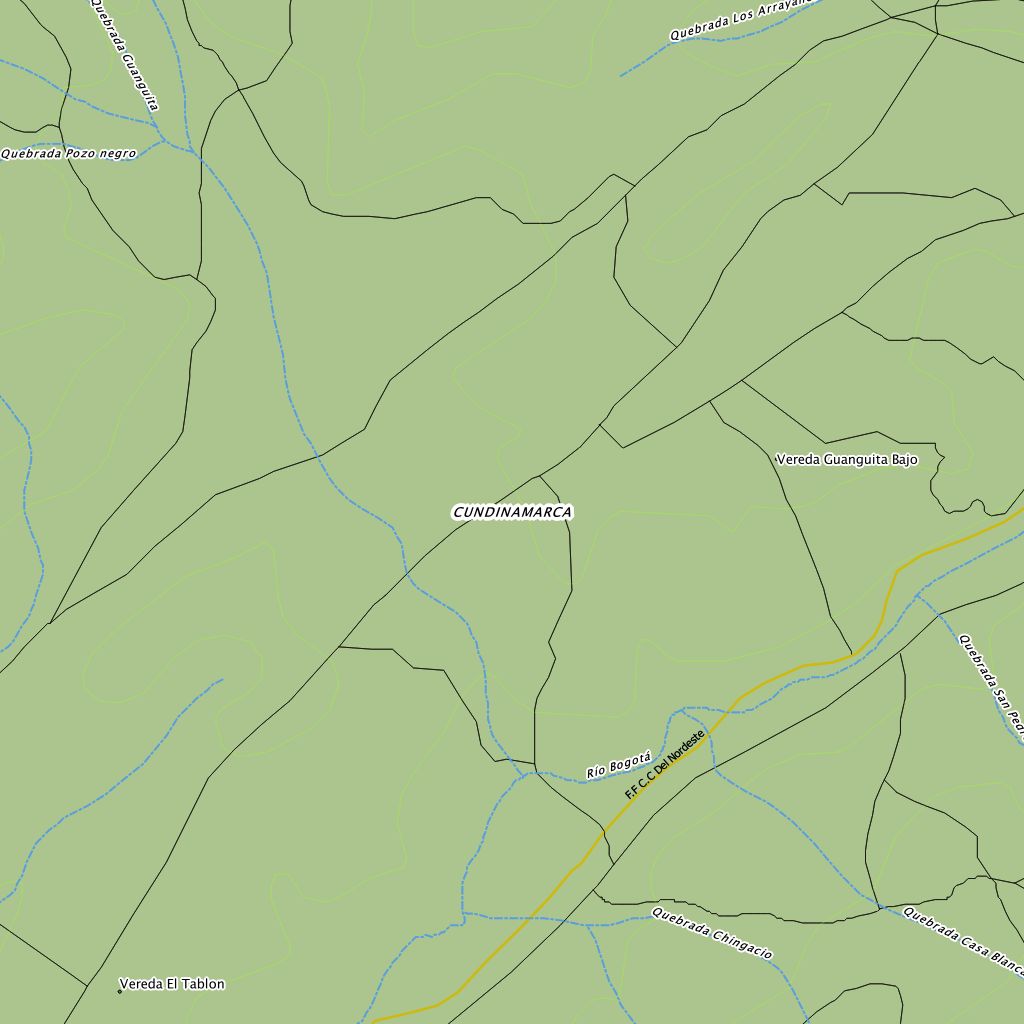 Quebrada Guanguita
Quebrada Los Arrayanes
Quebrada Pozo negro
Vereda Guanguita Bajo
CUNDINAMARCA
Quebrada San Pedro
Río Bogotá
F.F C.C Del Nordeste
Quebrada Chingacio
Quebrada Casa Blanca
Vereda El Tablon